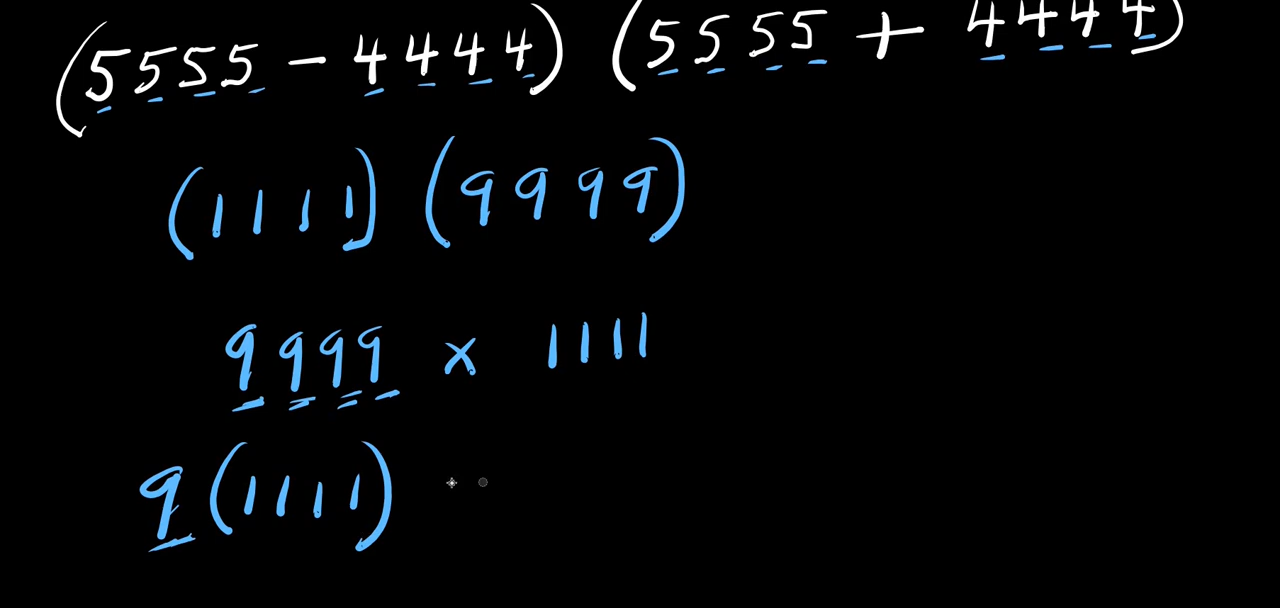 (5555 - 4444) (5555 + 4444)
(1111) (9999)
9999 x 1111
9(1111)